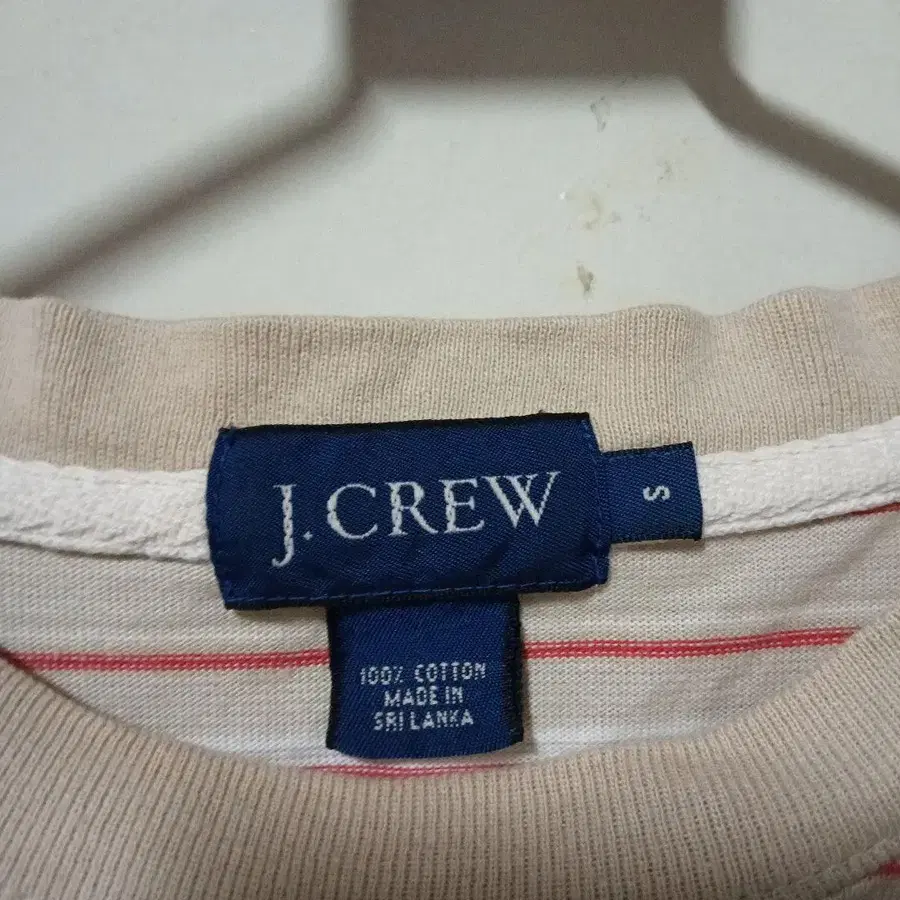 J.CREW
S
100% COTTON
MADE IN
SRI LANKA